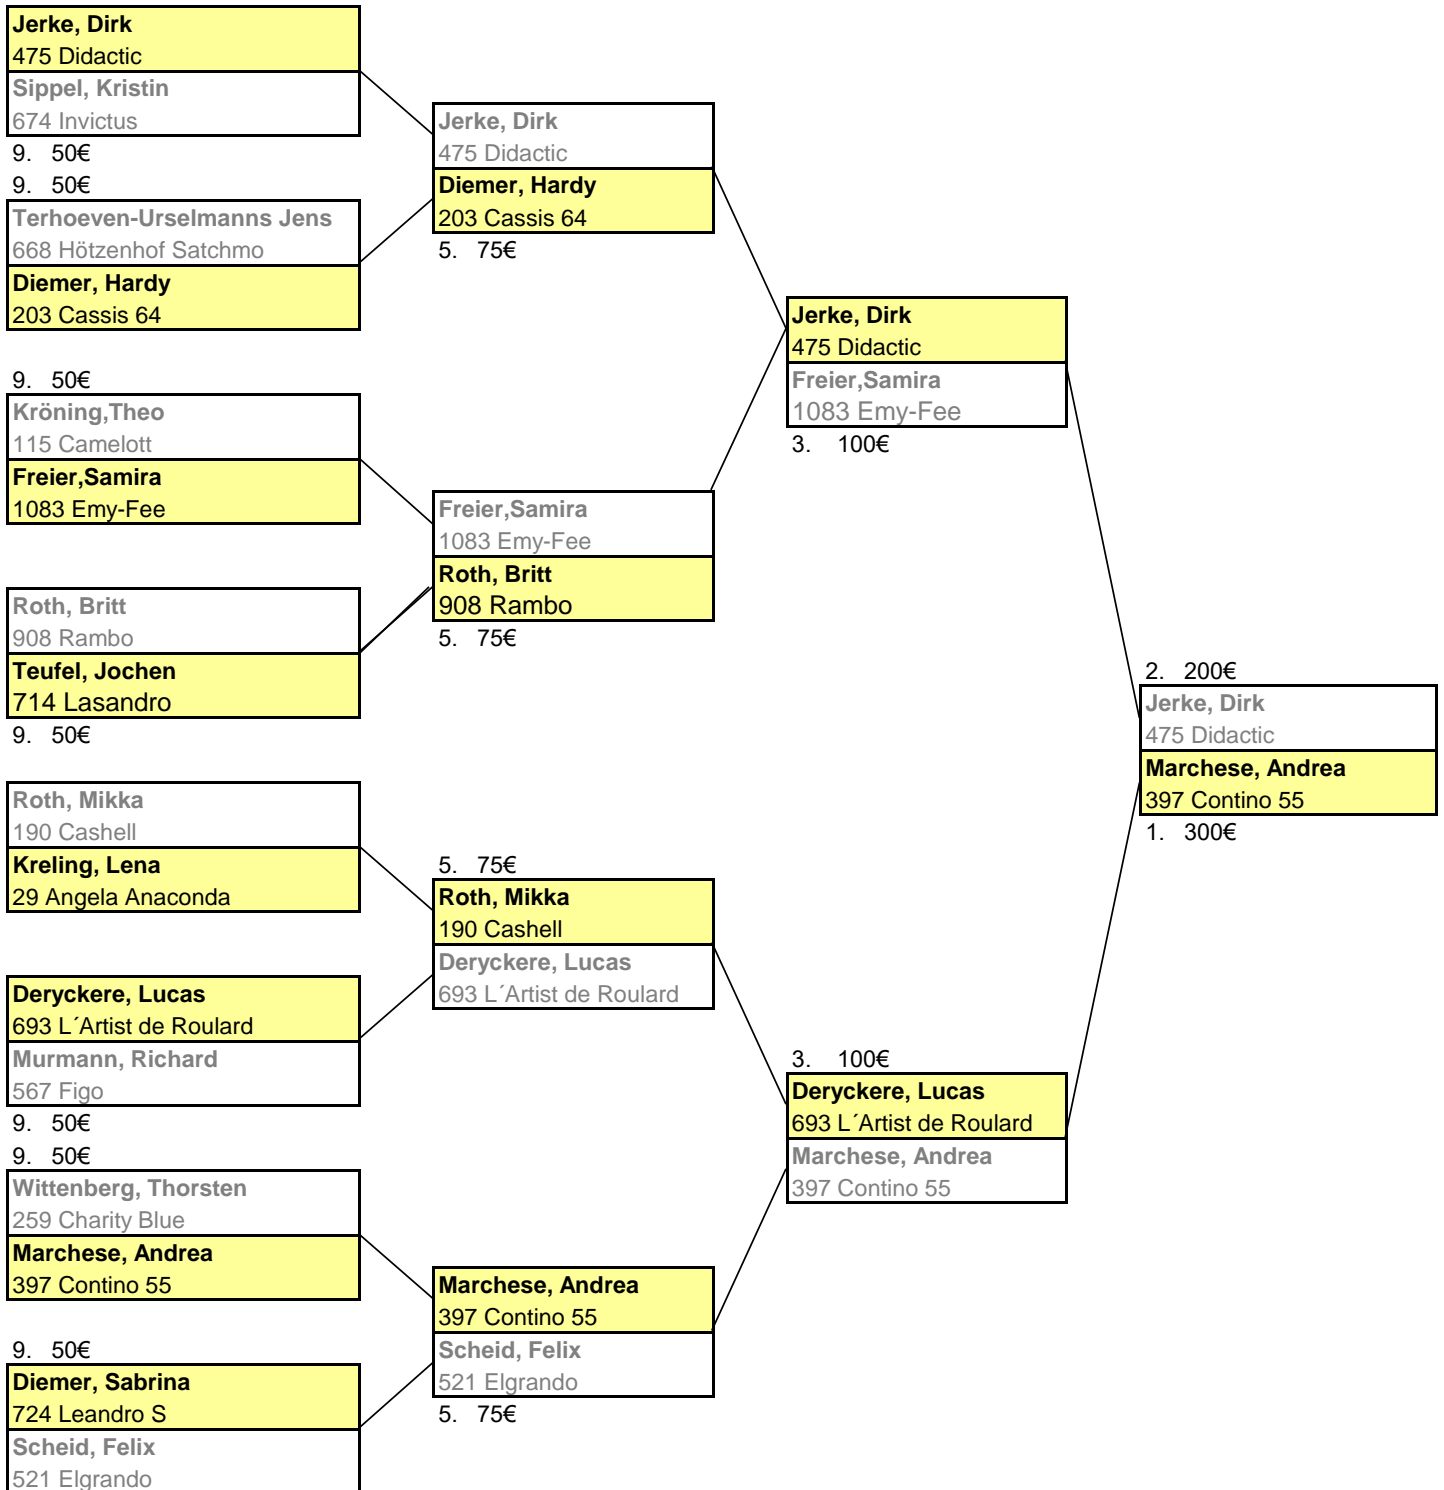 Jerke, Dirk
475 Didactic
Sippel, Kristin
674 Invictus
9. 50€
9. 50€
Terhoeven-Urselmanns Jens
668 Hötzenhof Satchmo
Diemer, Hardy
203 Cassis 64
9. 50€
Kröning,Theo
115 Camelott
Freier,Samira
1083 Emy-Fee
Roth, Britt
908 Rambo
Teufel, Jochen
714 Lasandro
9. 50€
Roth, Mikka
190 Cashell
Kreling, Lena
29 Angela Anaconda
Deryckere, Lucas
693 L´Artist de Roulard
Murmann, Richard
567 Figo
9. 50€
9. 50€
Wittenberg, Thorsten
259 Charity Blue
Marchese, Andrea
397 Contino 55
9. 50€
Diemer, Sabrina
724 Leandro S
Scheid, Felix
521 Elgrando
Jerke, Dirk
475 Didactic
Diemer, Hardy
203 Cassis 64
5. 75€
Freier,Samira
1083 Emy-Fee
Roth, Britt
908 Rambo
5. 75€
5. 75€
Roth, Mikka
190 Cashell
Deryckere, Lucas
693 L´Artist de Roulard
Marchese, Andrea
397 Contino 55
Scheid, Felix
521 Elgrando
5. 75€
Jerke, Dirk
475 Didactic
Freier,Samira
1083 Emy-Fee
3. 100€
3. 100€
Deryckere, Lucas
693 L´Artist de Roulard
Marchese, Andrea
397 Contino 55
2. 200€
Jerke, Dirk
475 Didactic
Marchese, Andrea
397 Contino 55
1. 300€